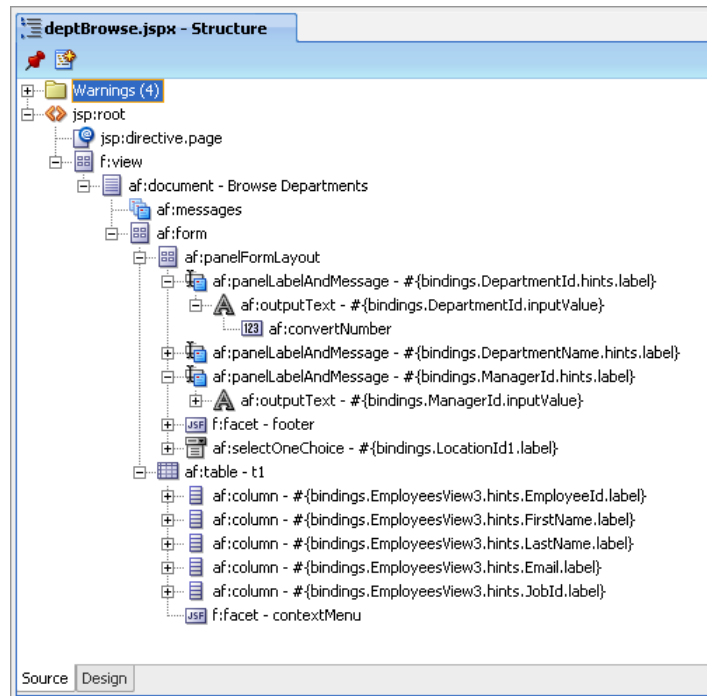 deptBrowse.jspx - Structure
Warnings (4)
jsp:root
jsp:directive.page
f:view
af:document - Browse Departments
af:messages
af:form
af:panelFormLayout
af:panelLabelAndMessage - #{bindings.DepartmentId.hints.label}
af:outputText - #{bindings.DepartmentId.inputValue}
123 af:convertNumber
af:panelLabelAndMessage - #{bindings.DepartmentName.hints.label}
af:panelLabelAndMessage - #{bindings.ManagerId.hints.label}
af:outputText - #{bindings.ManagerId.inputValue}
JSF f:facet - footer
af:selectOneChoice - #{bindings.LocationId1.label}
af:table - t1
af:column - #{bindings.EmployeesView3.hints.EmployeeId.label}
af:column - #{bindings.EmployeesView3.hints.FirstName.label}
af:column - #{bindings.EmployeesView3.hints.LastName.label}
af:column - #{bindings.EmployeesView3.hints.Email.label}
af:column - #{bindings.EmployeesView3.hints.JobId.label}
JSF f:facet - contextMenu
Source Design